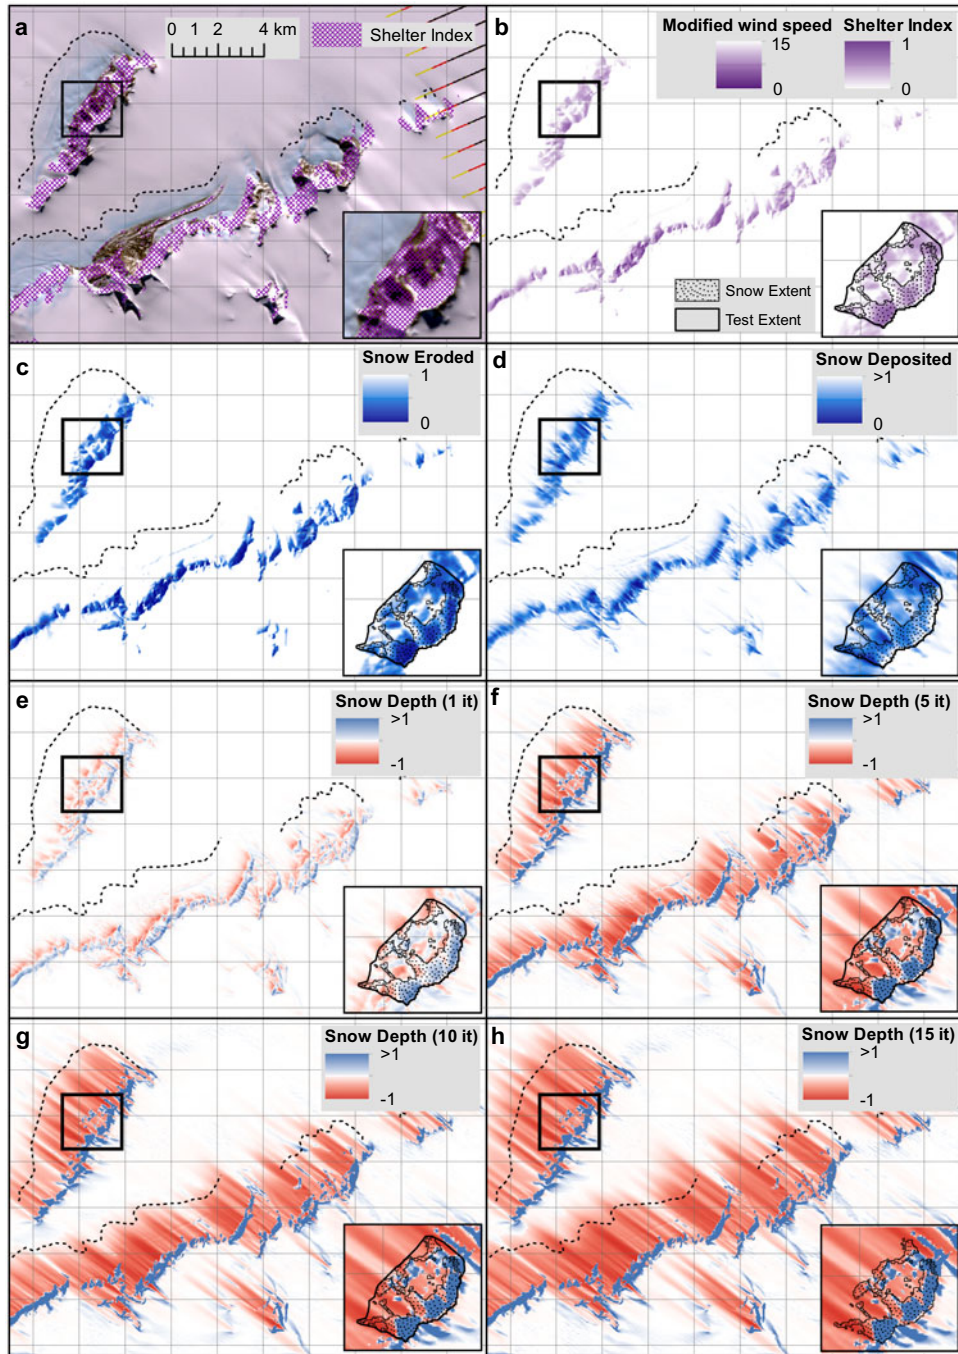 a
0 1 2 4 km
Shelter Index
b
Modified wind speed Shelter Index
15 1
0 0
Snow Extent
Test Extent
c
Snow Eroded
1
0
d
Snow Deposited
>1
0
e
Snow Depth (1 it)
>1
-1
f
Snow Depth (5 it)
>1
-1
g
Snow Depth (10 it)
>1
-1
h
Snow Depth (15 it)
>1
-1